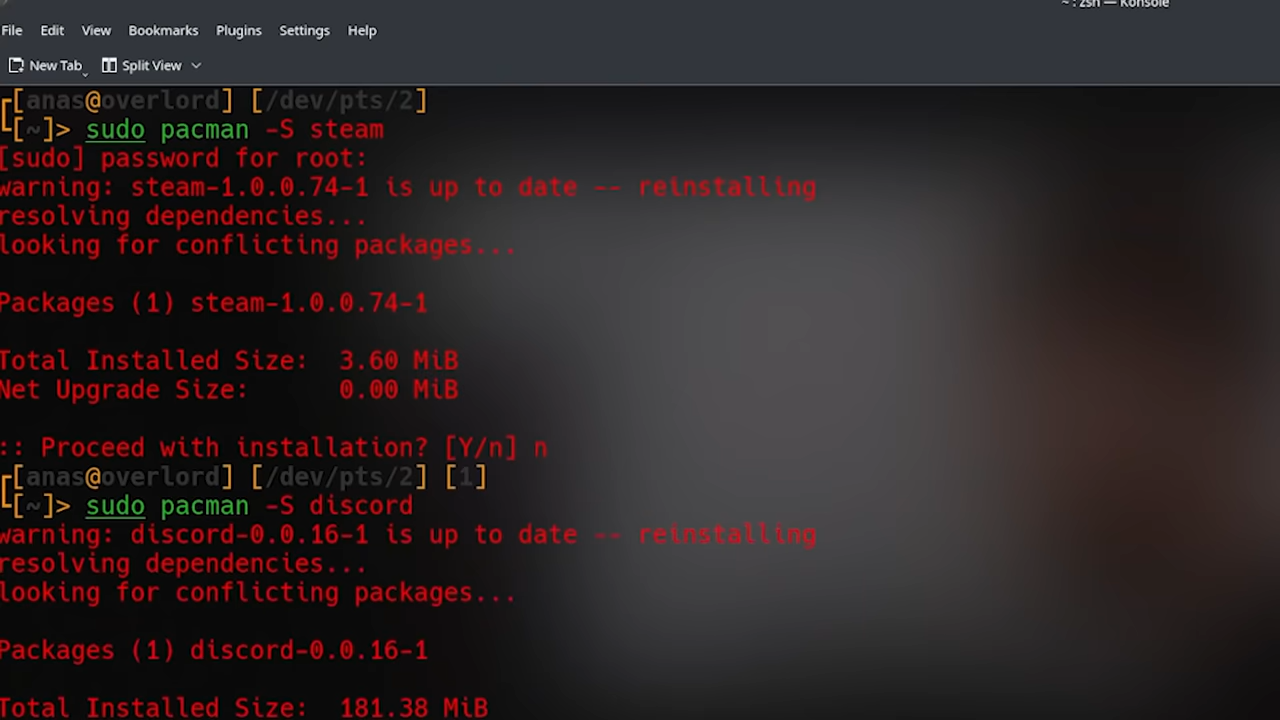 ~ : zsh — Konsole
File Edit View Bookmarks Plugins Settings Help
New Tab Split View
[anas@overlord] [/dev/pts/2]
[~]> sudo pacman -S steam
[sudo] password for root:
warning: steam-1.0.0.74-1 is up to date -- reinstalling
resolving dependencies...
looking for conflicting packages...
Packages (1) steam-1.0.0.74-1
Total Installed Size: 3.60 MiB
Net Upgrade Size: 0.00 MiB
:: Proceed with installation? [Y/n] n
[anas@overlord] [/dev/pts/2] [1]
[~]> sudo pacman -S discord
warning: discord-0.0.16-1 is up to date -- reinstalling
resolving dependencies...
looking for conflicting packages...
Packages (1) discord-0.0.16-1
Total Installed Size: 181.38 MiB